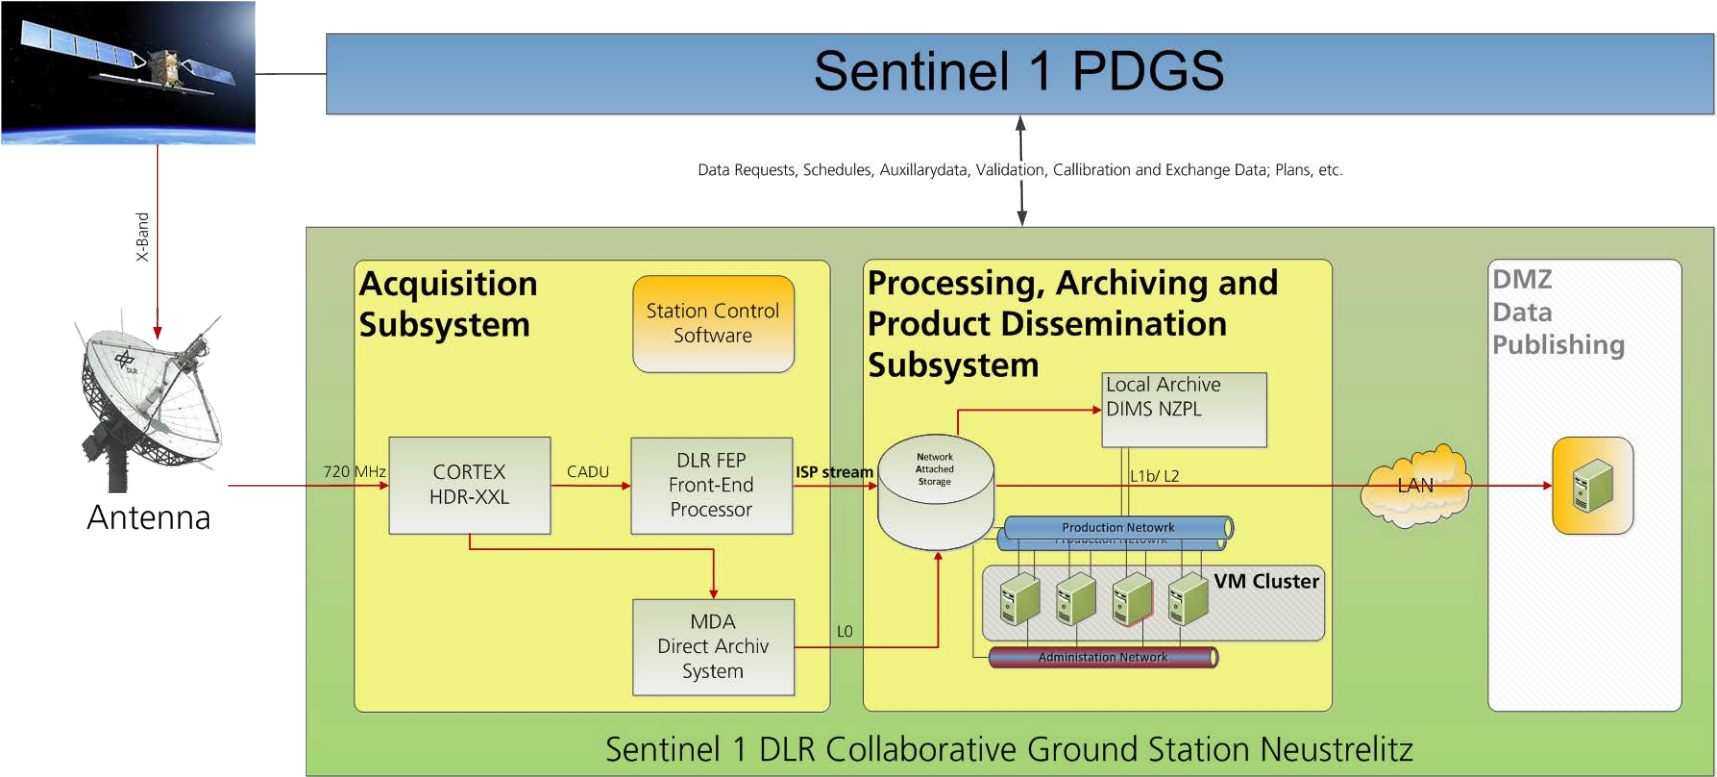 Sentinel 1 PDGS
Data Requests, Schedules, Auxillarydata, Validation, Callibration and Exchange Data; Plans, etc.
X-Band
DLR
Antenna
720 MHz
Acquisition
Subsystem
Station Control
Software
CORTEX
HDR-XXL
CADU
DLR FEP
Front-End
Processor
ISP stream
MDA
Direct Archiv
System
L0
Processing, Archiving and
Product Dissemination
Subsystem
Local Archive
DIMS NZPL
Network
Attached
Storage
L1b/ L2
Production Netowrk
Production Netowrk
VM Cluster
Administation Network
LAN
DMZ
Data
Publishing
Sentinel 1 DLR Collaborative Ground Station Neustrelitz